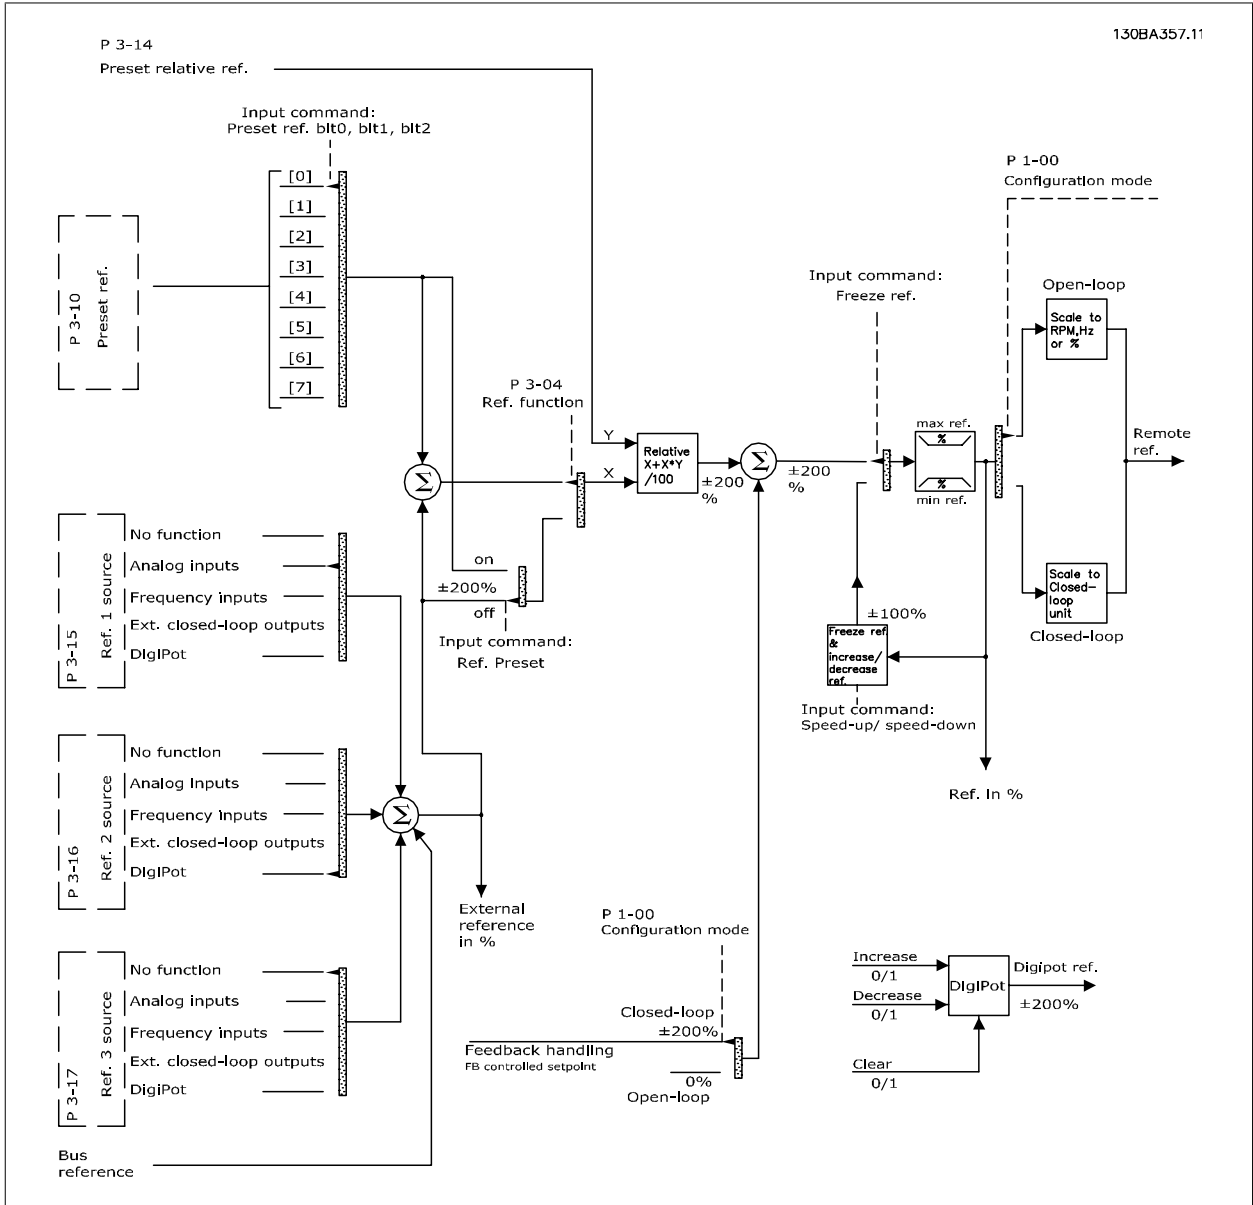 130BA357.11
P 3-14
Preset relative ref.
Input command:
Preset ref. bIt0, bIt1, bIt2
P 1-00
Configuration mode
[0]
[1]
[2]
[3]
[4]
[5]
[6]
[7]
P 3-10
Preset ref.
Input command:
Freeze ref.
Open-loop
Scale to
RPM,Hz
or %
P 3-04
Ref. function
Y
X
Relative
X+X*Y
/100
±200
%
Σ
±200
%
max ref.
%
%
min ref.
Remote
ref.
Σ
on
±200%
off
Input command:
Ref. Preset
P 3-15
Ref. 1 source
No function
Analog inputs
Frequency inputs
Ext. closed-loop outputs
DigiPot
±100%
Freeze ref.
&
increase/
decrease
ref.
Input command:
Speed-up/ speed-down
Scale to
Closed-
loop
unit
Closed-loop
Ref. In %
P 3-16
Ref. 2 source
No function
Analog Inputs
Frequency inputs
Ext. closed-loop outputs
DigiPot
Σ
External
reference
in %
P 3-17
Ref. 3 source
No function
Analog inputs
Frequency inputs
Ext. closed-loop outputs
DigiPot
Bus
reference
P 1-00
Configuration mode
Closed-loop
±200%
Feedback handling
FB controlled setpoint
0%
Open-loop
Increase
0/1
Decrease
0/1
Clear
0/1
DigiPot
Digipot ref.
±200%